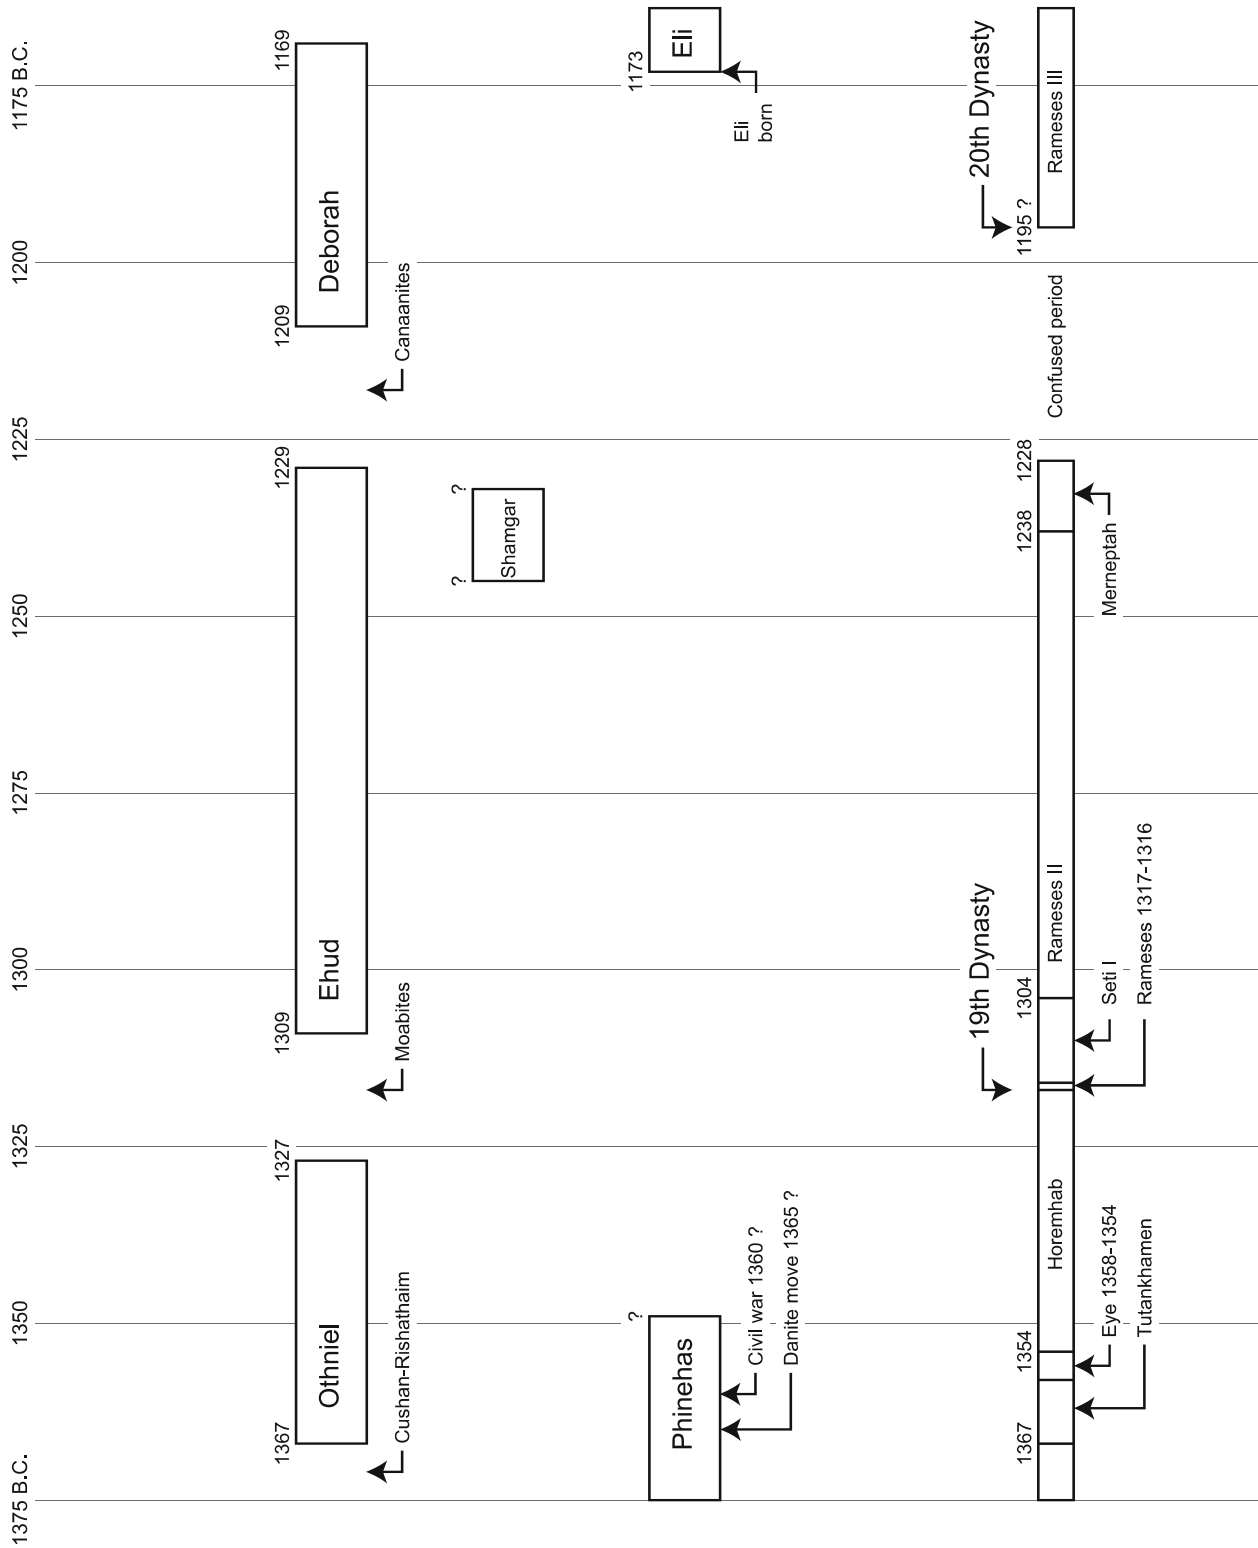 1375 B.C.
1350
1325
1300
1275
1250
1225
1200
1175 B.C.
1367
1327
1309
1229
1209
1169
Othniel
Ehud
Deborah
Cushan-Rishathaim
Moabites
Canaanites
?
?
Shamgar
?
1173
Phinehas
Eli
Civil war 1360 ?
Danite move 1365 ?
Eli
born
19th Dynasty
20th Dynasty
1367
1354
1304
1238
1228
1195 ?
Horemhab
Rameses II
Confused period
Rameses III
Eye 1358-1354
Seti I
Merneptah
Tutankhamen
Rameses 1317-1316